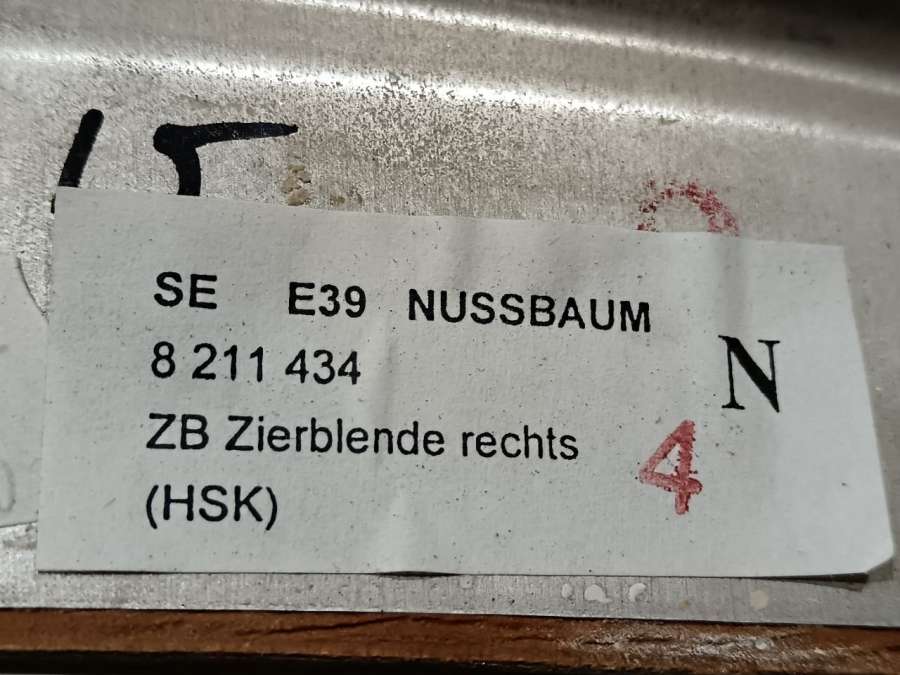 SE E39 NUSSBAUM
8 211 434
N
ZB Zierblende rechts
4
(HSK)